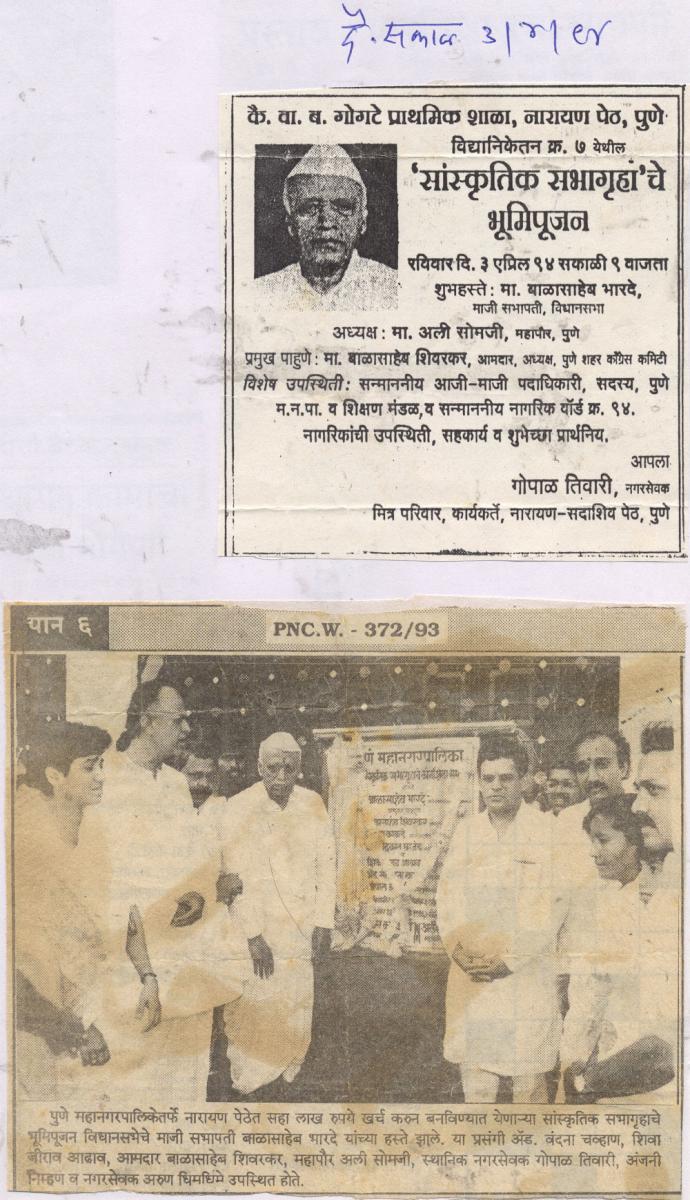 दै. सकाळ ३/४/९४
कै. वा. ब. गोगटे प्राथमिक शाळा, नारायण पेठ, पुणे
विद्यानिकेतन क्र. ७ येथील
'सांस्कृतिक सभागृहा'चे
भूमिपूजन
रविवार दि. ३ एप्रिल ९४ सकाळी ९ वाजता
शुभहस्ते : मा. बाळासाहेब भारदे,
माजी सभापती, विधानसभा
अध्यक्ष : मा. अली सोमजी, महापौर, पुणे
प्रमुख पाहुणे : मा. बाळासाहेब शिवरकर, आमदार, अध्यक्ष, पुणे शहर काँग्रेस कमिटी
विशेष उपस्थिती : सन्माननीय आजी-माजी पदाधिकारी, सदस्य, पुणे
म.न.पा. व शिक्षण मंडळ,व सन्माननीय नागरिक वॉर्ड क्र. ९४.
नागरिकांची उपस्थिती, सहकार्य व शुभेच्छा प्रार्थनिय.
आपला
गोपाळ तिवारी, नगरसेवक
मित्र परिवार, कार्यकर्ते, नारायण-सदाशिव पेठ, पुणे
यान ६
PNC.W. - 372/93
पुणे महानगरपालिका
बाळासाहेब भारदे
पुणे महानगरपालिकेतर्फे नारायण पेठेत सहा लाख रुपये खर्च करुन बनविण्यात येणाऱ्या सांस्कृतिक सभागृहाचे
भूमिपूजन विधानसभेचे माजी सभापती बाळासाहेब भारदे यांच्या हस्ते झाले. या प्रसंगी ॲड. वंदना चव्हाण, शिवा
जीराव आढाव, आमदार बाळासाहेब शिवरकर, महापौर अली सोमजी, स्थानिक नगरसेवक गोपाळ तिवारी, अंजनी
निम्हण व नगरसेवक अरुण धिमधिमे उपस्थित होते.